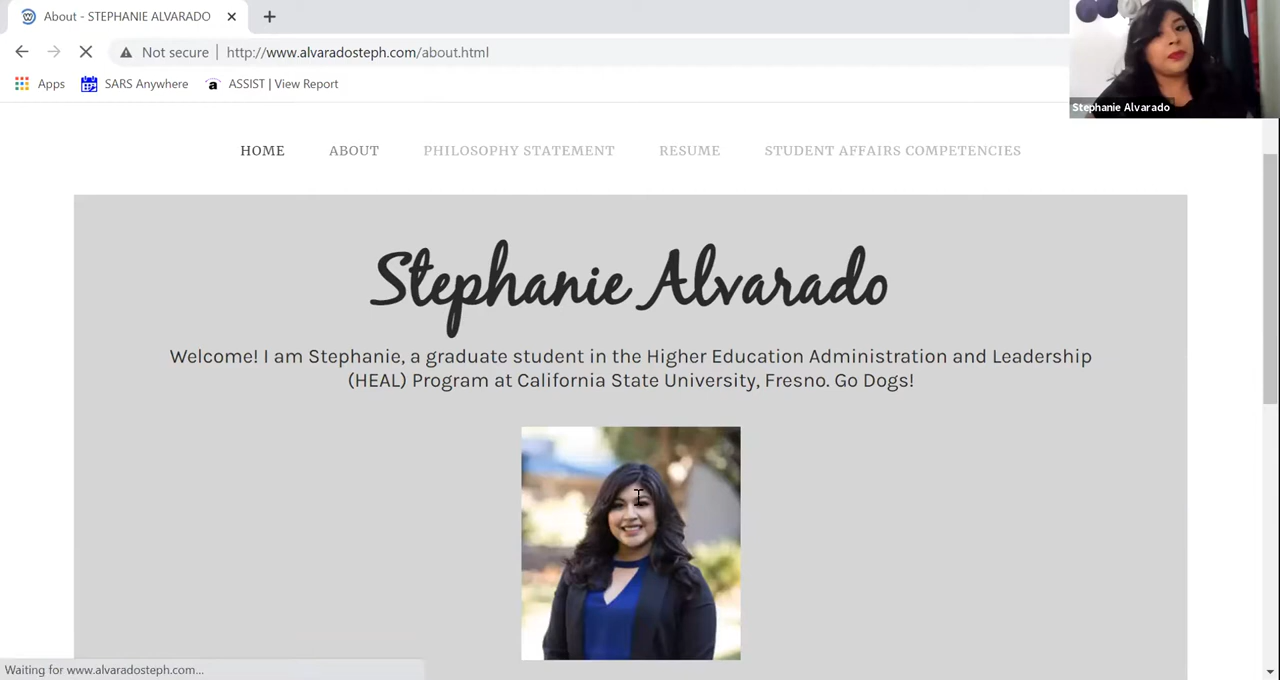 About - STEPHANIE ALVARADO
Not secure
http://www.alvaradosteph.com/about.html
Apps
SARS Anywhere
a
ASSIST | View Report
Stephanie Alvarado
HOME
ABOUT
PHILOSOPHY STATEMENT
RESUME
STUDENT AFFAIRS COMPETENCIES
Stephanie Alvarado
Welcome! I am Stephanie, a graduate student in the Higher Education Administration and Leadership
(HEAL) Program at California State University, Fresno. Go Dogs!
Waiting for www.alvaradosteph.com...